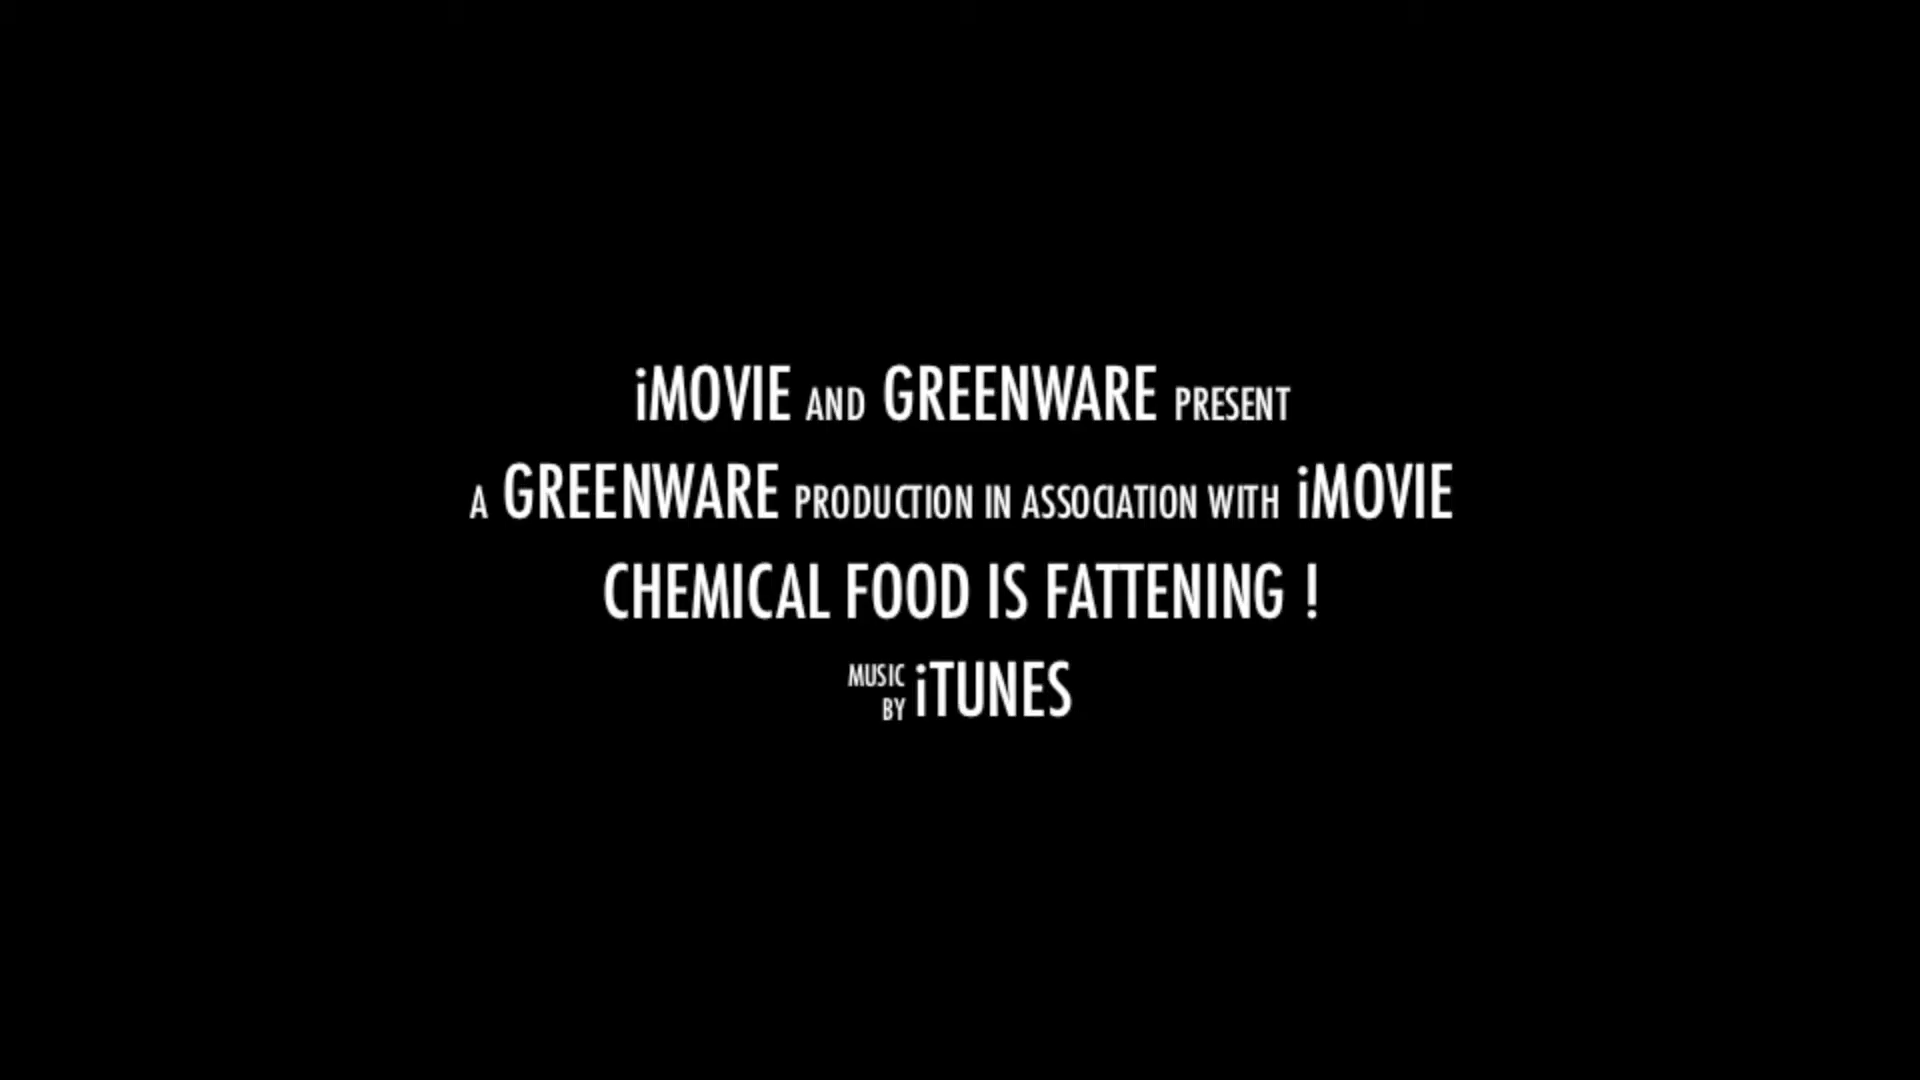 iMOVIE AND GREENWARE PRESENT
A GREENWARE PRODUCTION IN ASSOCIATION WITH iMOVIE
CHEMICAL FOOD IS FATTENING !
MUSIC BY iTUNES